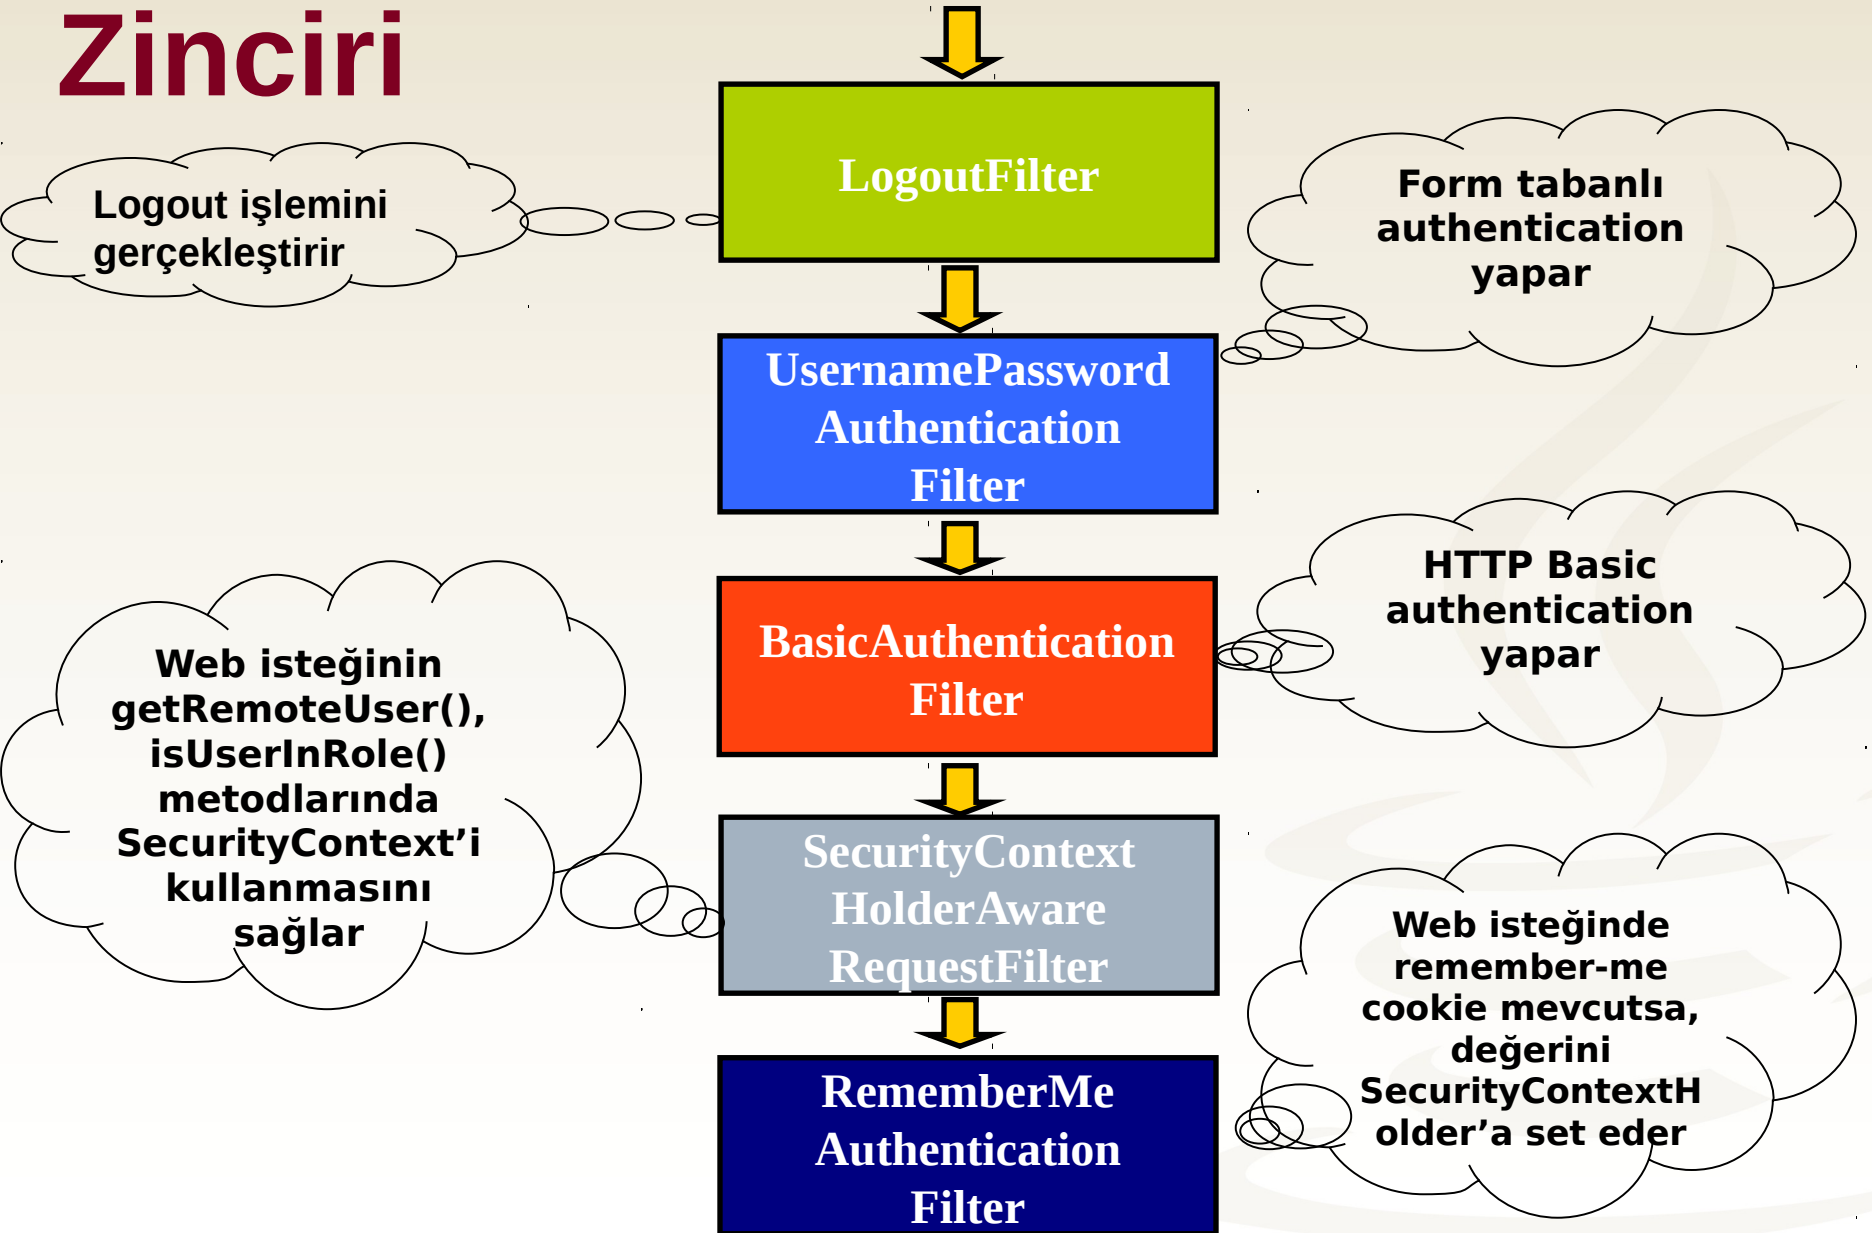 Zinciri
LogoutFilter
Logout işlemini
gerçekleştirir
Form tabanlı
authentication
yapar
UsernamePassword
Authentication
Filter
HTTP Basic
authentication
yapar
BasicAuthentication
Filter
Web isteğinin
getRemoteUser(),
isUserInRole()
metodlarında
SecurityContext’i
kullanmasını
sağlar
SecurityContext
HolderAware
RequestFilter
Web isteğinde
remember-me
cookie mevcutsa,
değerini
SecurityContextH
older’a set eder
RememberMe
Authentication
Filter